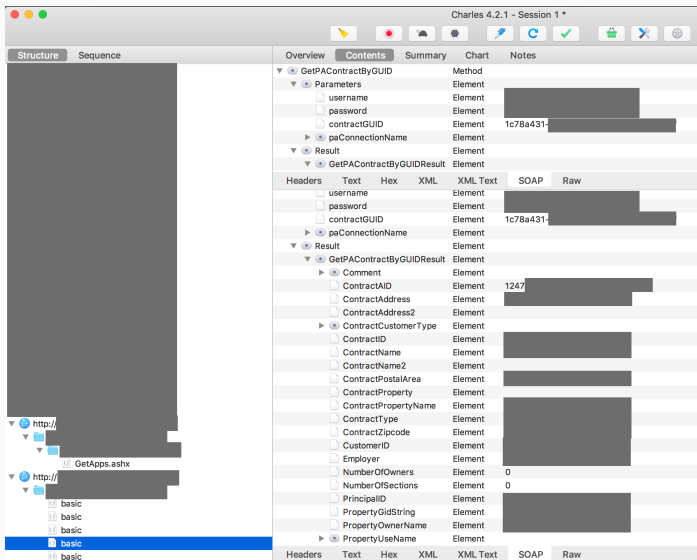 Charles 4.2.1 - Session 1 *
Structure Sequence
http://
GetApps.ashx
http://
basic
basic
basic
basic
basic
Overview Contents Summary Chart Notes
GetPAContractByGUID Method
Parameters Element
username Element
password Element
contractGUID Element 1c78a431-
paConnectionName Element
Result Element
GetPAContractByGUIDResult Element
Headers Text Hex XML XML Text SOAP Raw
username Element
password Element
contractGUID Element 1c78a431-
paConnectionName Element
Result Element
GetPAContractByGUIDResult Element
Comment Element
ContractAID Element 1247
ContractAddress Element
ContractAddress2 Element
ContractCustomerType Element
ContractID Element
ContractName Element
ContractName2 Element
ContractPostalArea Element
ContractProperty Element
ContractPropertyName Element
ContractType Element
ContractZipcode Element
CustomerID Element
Employer Element
NumberOfOwners Element 0
NumberOfSections Element 0
PrincipalID Element
PropertyGidString Element
PropertyOwnerName Element
PropertyUseName Element
Headers Text Hex XML XML Text SOAP Raw